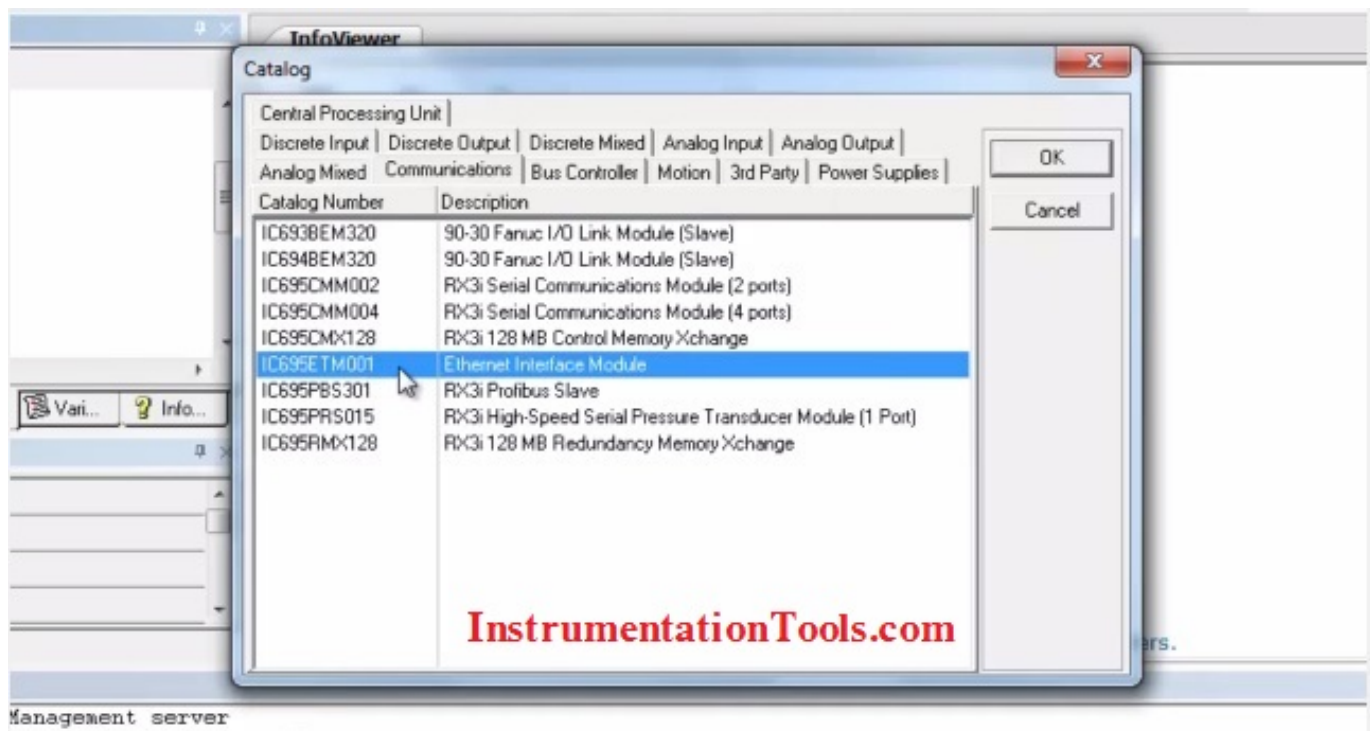 InfoViewer
Catalog
Central Processing Unit
Discrete Input Discrete Output Discrete Mixed Analog Input Analog Output
Analog Mixed Communications Bus Controller Motion 3rd Party Power Supplies
OK
Cancel
Catalog Number Description
IC693BEM320 90-30 Fanuc I/O Link Module (Slave)
IC694BEM320 90-30 Fanuc I/O Link Module (Slave)
IC695CMM002 RX3i Serial Communications Module (2 ports)
IC695CMM004 RX3i Serial Communications Module (4 ports)
IC695CMX128 RX3i 128 MB Control Memory Xchange
IC695ETM001 Ethernet Interface Module
IC695PBS301 RX3i Profibus Slave
IC695PRS015 RX3i High-Speed Serial Pressure Transducer Module (1 Port)
IC695RMX128 RX3i 128 MB Redundancy Memory Xchange
Vari... Info...
InstrumentationTools.com
ers.
Management server